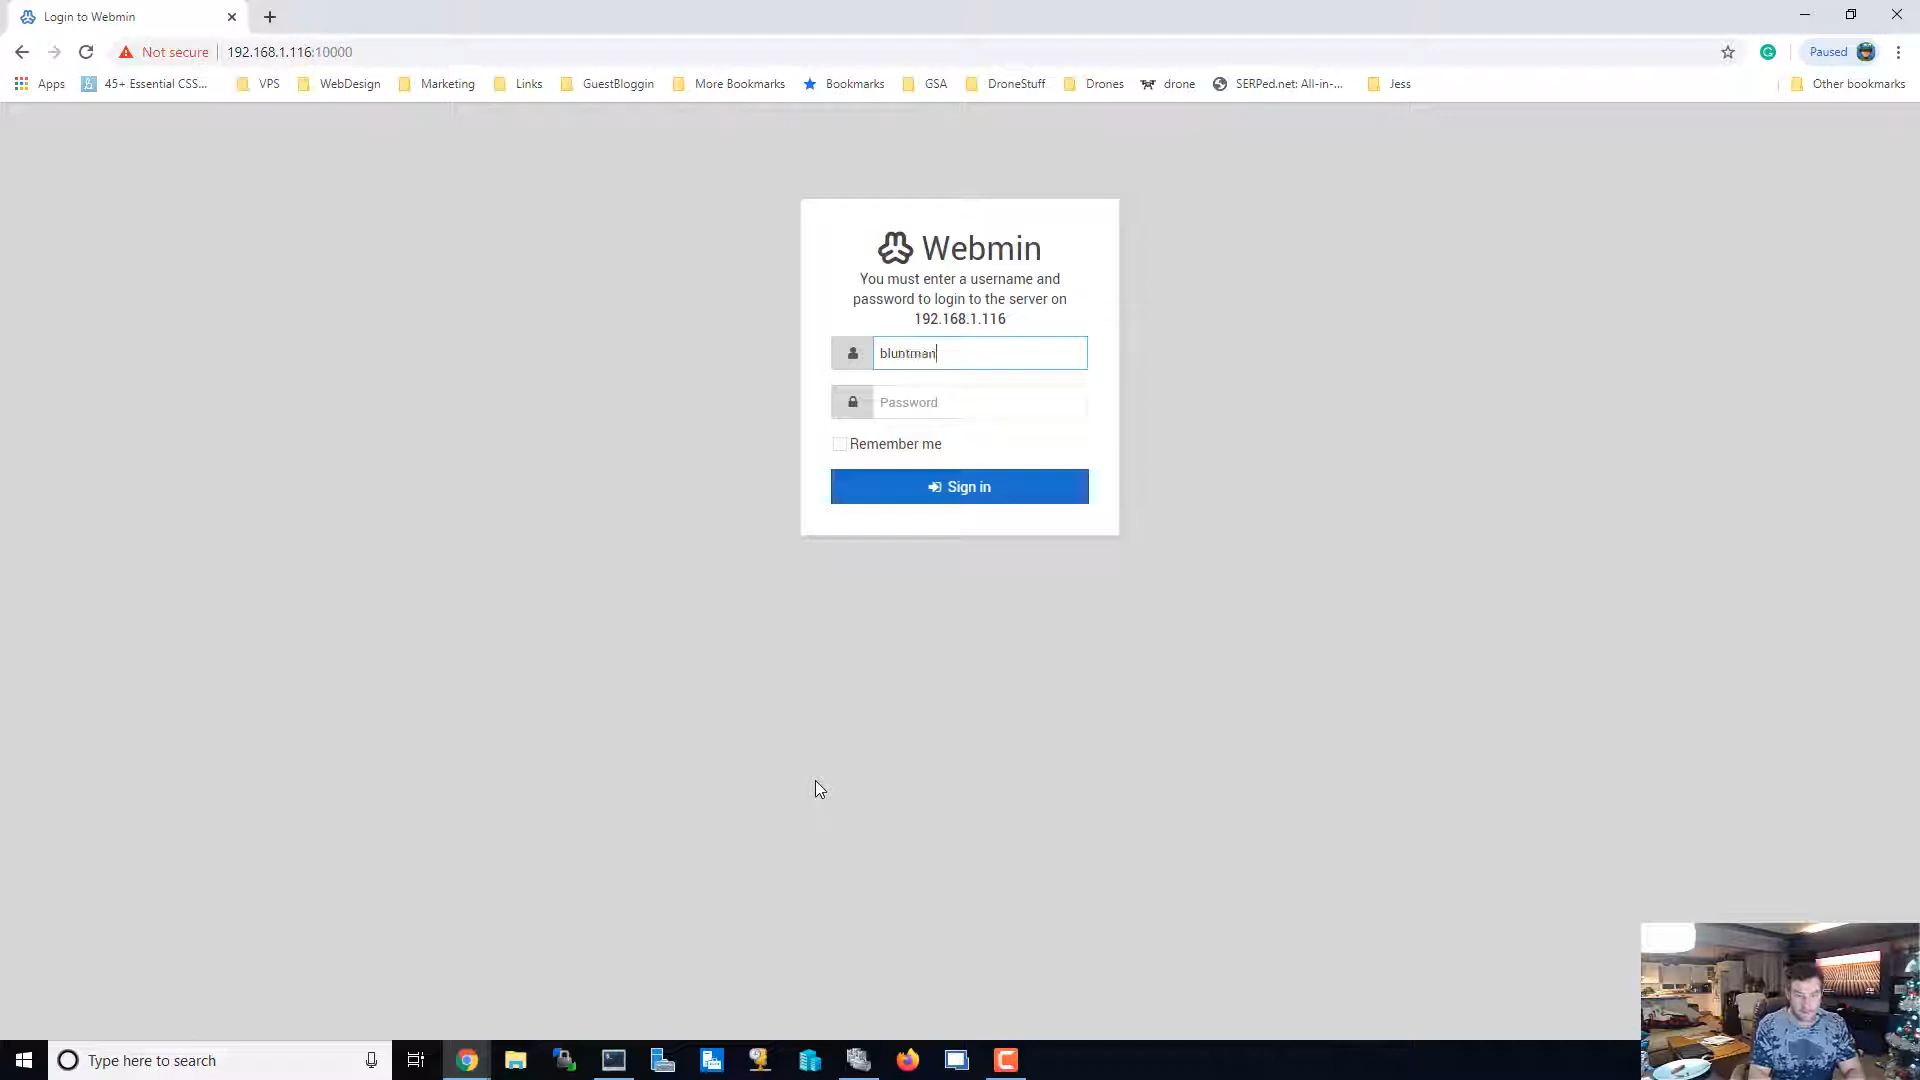 Login to Webmin
Not secure 192.168.1.116:10000 Paused
Apps 45+ Essential CSS... VPS WebDesign Marketing Links GuestBloggin More Bookmarks Bookmarks GSA DroneStuff Drones drone SERPed.net: All-in-... Jess Other bookmarks
Webmin
You must enter a username and
password to login to the server on
192.168.1.116
bluntman
Password
Remember me
Sign in
Type here to search